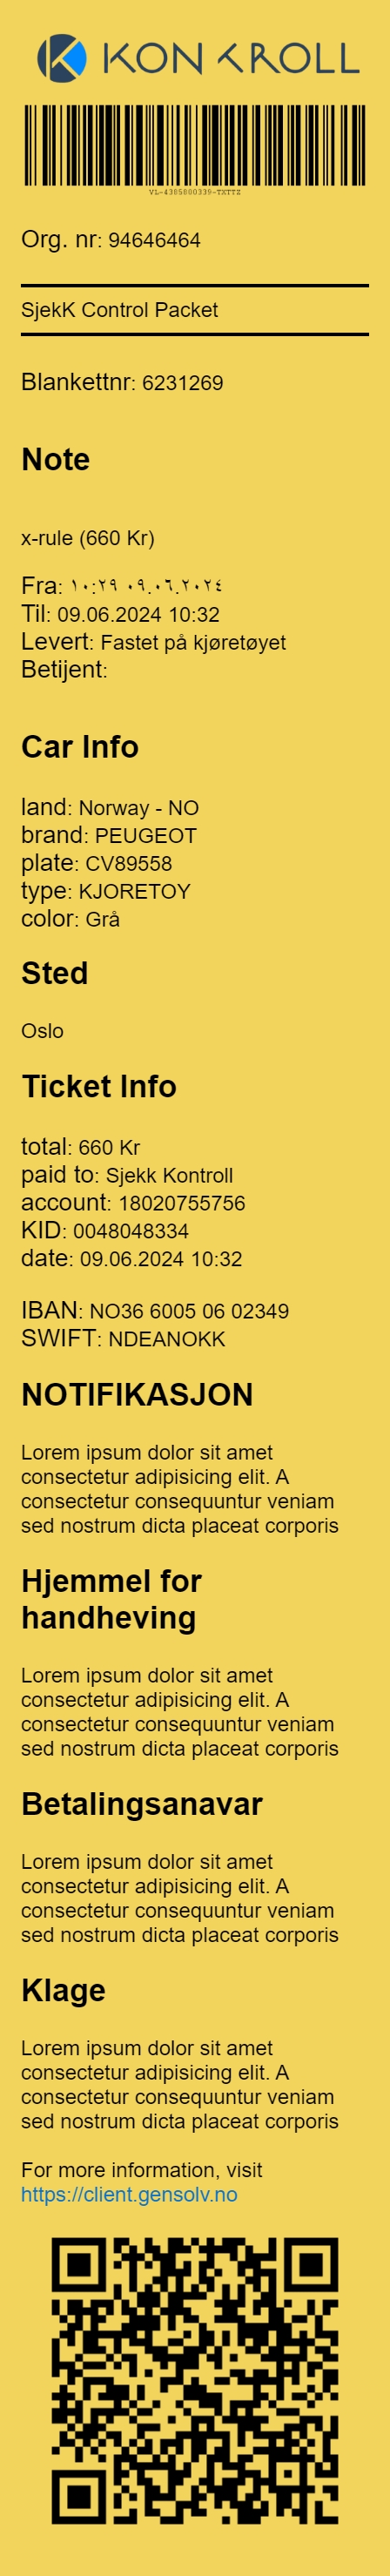 KONTROLL
VL-4305800339-TXTTZ
Org. nr: 94646464
SjekK Control Packet
Blankettnr: 6231269
Note
x-rule (660 Kr)
Fra: ١٠:٢٩ ٠٩.٠٦.٢٠٢٤
Til: 09.06.2024 10:32
Levert: Fastet på kjøretøyet
Betijent:
Car Info
land: Norway - NO
brand: PEUGEOT
plate: CV89558
type: KJORETOY
color: Grå
Sted
Oslo
Ticket Info
total: 660 Kr
paid to: Sjekk Kontroll
account: 18020755756
KID: 0048048334
date: 09.06.2024 10:32
IBAN: NO36 6005 06 02349
SWIFT: NDEANOKK
NOTIFIKASJON
Lorem ipsum dolor sit amet
consectetur adipisicing elit. A
consectetur consequuntur veniam
sed nostrum dicta placeat corporis
Hjemmel for
handheving
Lorem ipsum dolor sit amet
consectetur adipisicing elit. A
consectetur consequuntur veniam
sed nostrum dicta placeat corporis
Betalingsanavar
Lorem ipsum dolor sit amet
consectetur adipisicing elit. A
consectetur consequuntur veniam
sed nostrum dicta placeat corporis
Klage
Lorem ipsum dolor sit amet
consectetur adipisicing elit. A
consectetur consequuntur veniam
sed nostrum dicta placeat corporis
For more information, visit
https://client.gensolv.no